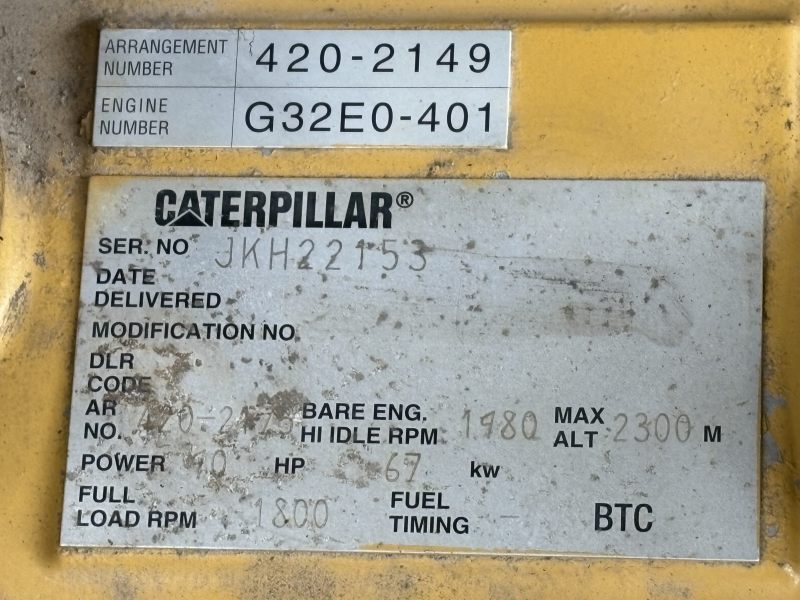 ARRANGEMENT NUMBER 420-2149
ENGINE NUMBER G32E0-401
CATERPILLAR®
SER. NO JKH22153
DATE
DELIVERED
MODIFICATION NO
DLR
CODE
AR
NO.
BARE ENG.
HI IDLE RPM 1980
MAX
ALT 2300 M
POWER HP 67 kw
FULL
LOAD RPM 1800
FUEL
TIMING - BTC